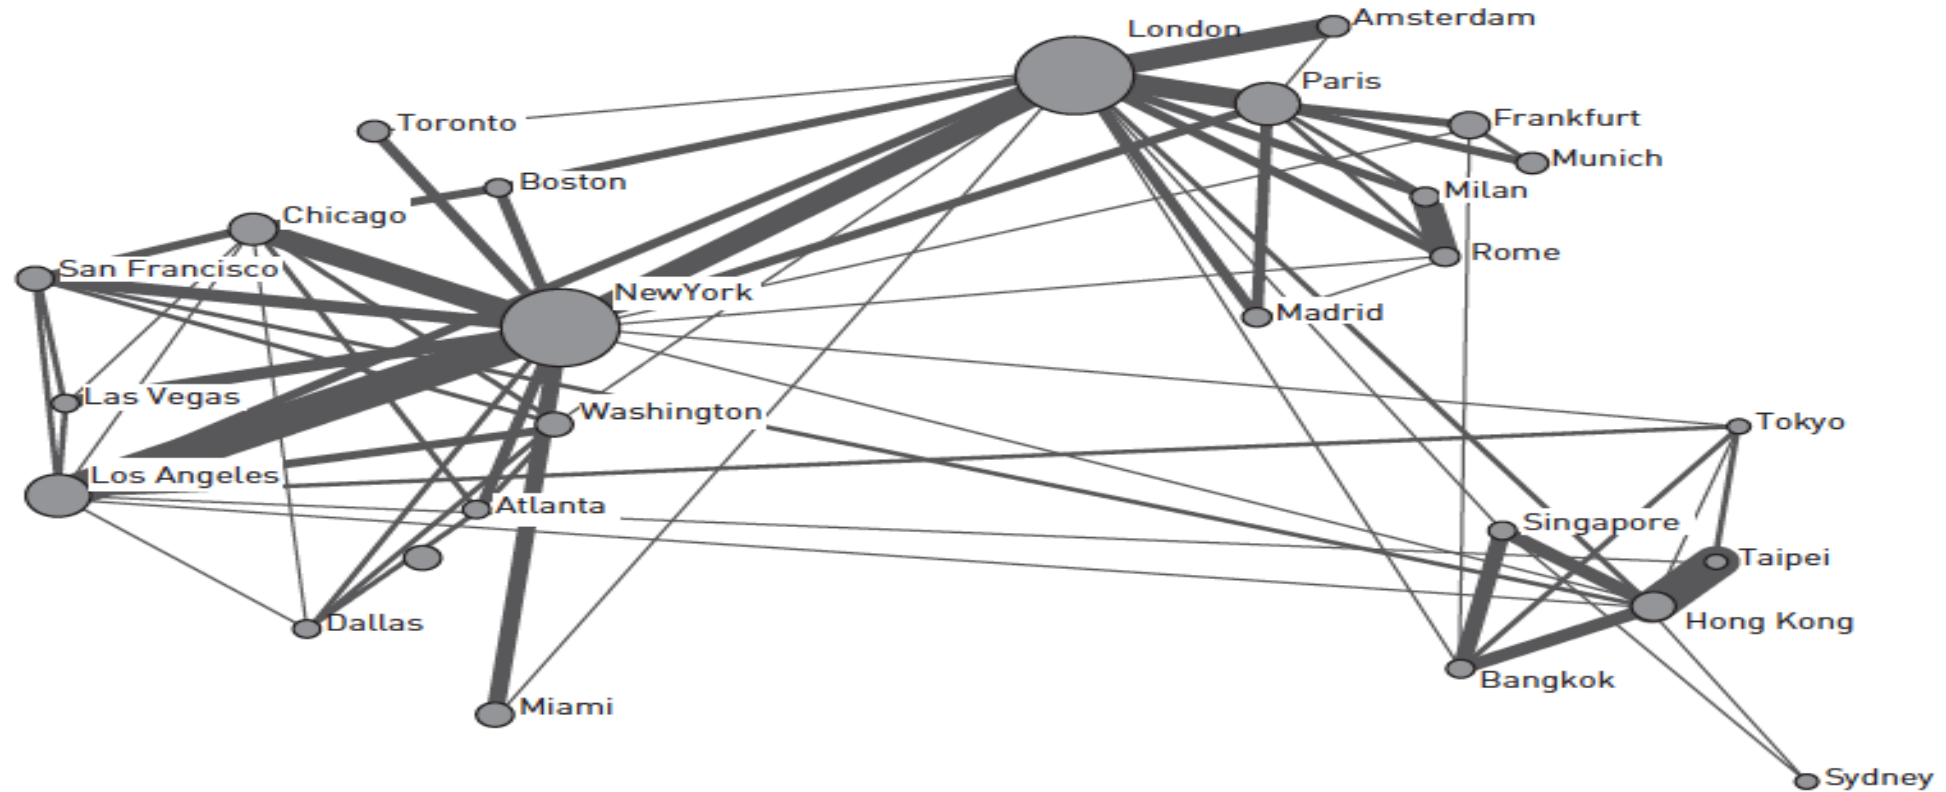 Amsterdam
London
Paris
Frankfurt
Toronto
Munich
Boston
Milan
Chicago
Rome
San Francisco
NewYork
Madrid
Las Vegas
Washington
Tokyo
Los Angeles
Atlanta
Singapore
Taipei
Dallas
Hong Kong
Bangkok
Miami
Sydney